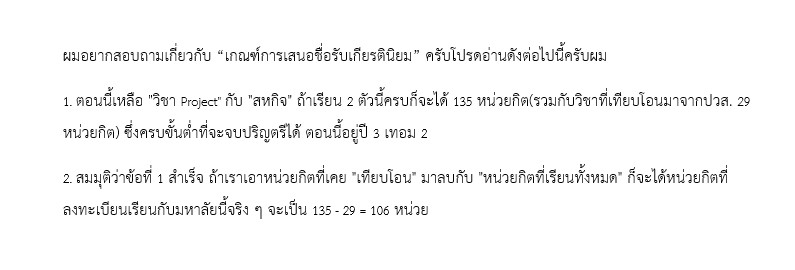 ผมอยากสอบถามเกี่ยวกับ “เกณฑ์การเสนอชื่อรับเกียรตินิยม” ครับโปรดอ่านดังต่อไปนี้ครับผม
1. ตอนนี้เหลือ "วิชา Project" กับ "สหกิจ" ถ้าเรียน 2 ตัวนี้ครบก็จะได้ 135 หน่วยกิต(รวมกับวิชาที่เทียบโอนมาจากปวส. 29
หน่วยกิต) ซึ่งครบขั้นต่ำที่จะจบปริญตรีได้ ตอนนี้อยู่ปี 3 เทอม 2
2. สมมุติว่าข้อที่ 1 สำเร็จ ถ้าเราเอาหน่วยกิตที่เคย "เทียบโอน" มาลบกับ "หน่วยกิตที่เรียนทั้งหมด" ก็จะได้หน่วยกิตที่
ลงทะเบียนเรียนกับมหาลัยนี้จริง ๆ จะเป็น 135 - 29 = 106 หน่วย